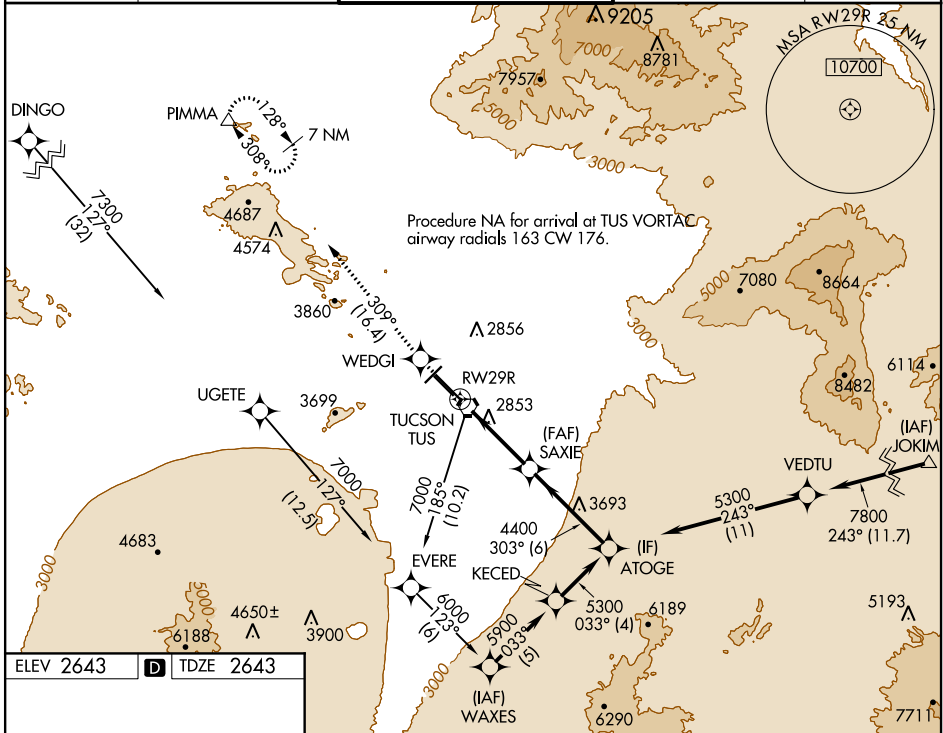 9205
7000
8781
7957
5000
3000
MSA RW29R 25 NM
10700
DINGO
PIMMA
128°
7 NM
308°
7300
127°
(32)
4687
4574
Procedure NA for arrival at TUS VORTAC
airway radials 163 CW 176.
3860
309°
(16.4)
2856
3000
5000
7080
8664
WEDGI
RW29R
8482
6114
UGETE
3699
TUCSON
TUS
2853
(FAF)
SAXIE
(IAF)
JOKIM
VEDTU
7000
127°
(12.5)
7000
185°
(10.2)
3693
5300
243°
(11)
7800
243° (11.7)
4400
303° (6)
(IF)
ATOGE
3000
4683
EVERE
KECED
5000
6188
4650±
3900
6000
123°
(6)
5300
033° (4)
6189
5193
5900
033°
(5)
3000
(IAF)
WAXES
6290
7711
ELEV 2643 D TDZE 2643